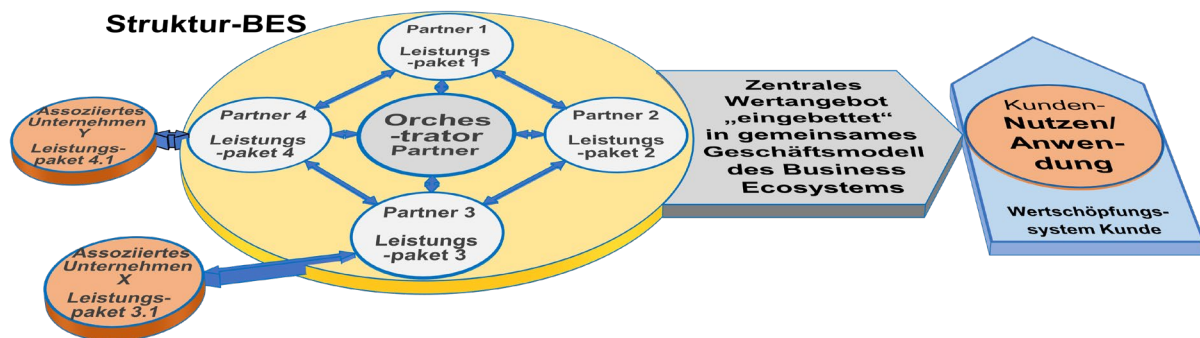 Struktur-BES
Partner 1
Leistungs
-paket 1
Assoziiertes
Unternehmen
Y
Leistungs-
paket 4.1
Partner 4
Leistungs
-paket 4
Orches
-trator
Partner
Partner 2
Leistungs
-paket 2
Partner 3
Leistungs
-paket 3
Assoziiertes
Unternehmen
X
Leistungs-
paket 3.1
Zentrales
Wertangebot
„eingebettet“
in gemeinsames
Geschäftsmodell
des Business
Ecosystems
Kunden-
Nutzen/
Anwen-
dung
Wertschöpfungs-
system Kunde